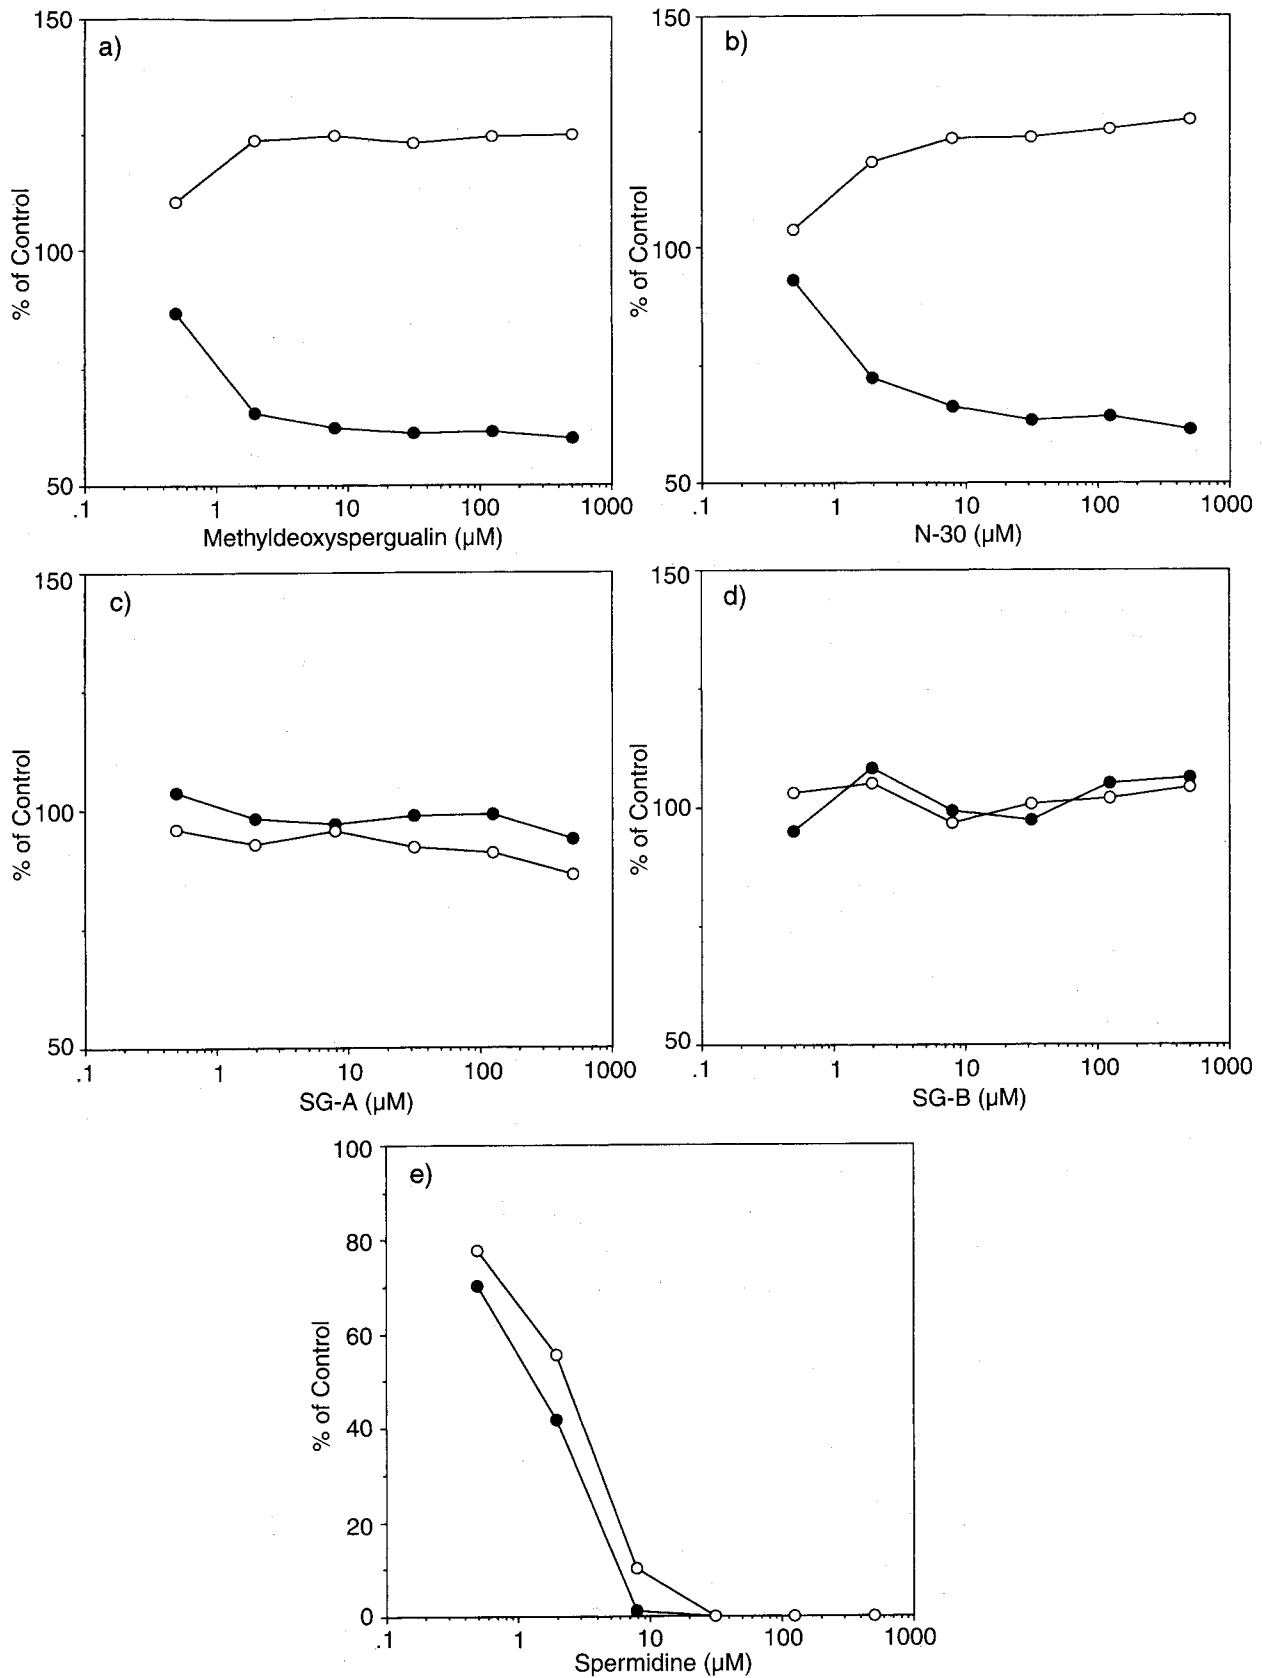 a)
150
100
50
% of Control
.1 1 10 100 1000
Methyldeoxyspergualin (µM)
b)
150
100
50
% of Control
.1 1 10 100 1000
N-30 (µM)
c)
150
100
50
% of Control
.1 1 10 100 1000
SG-A (µM)
d)
150
100
50
% of Control
.1 1 10 100 1000
SG-B (µM)
e)
100
80
60
40
20
0
% of Control
.1 1 10 100 1000
Spermidine (µM)